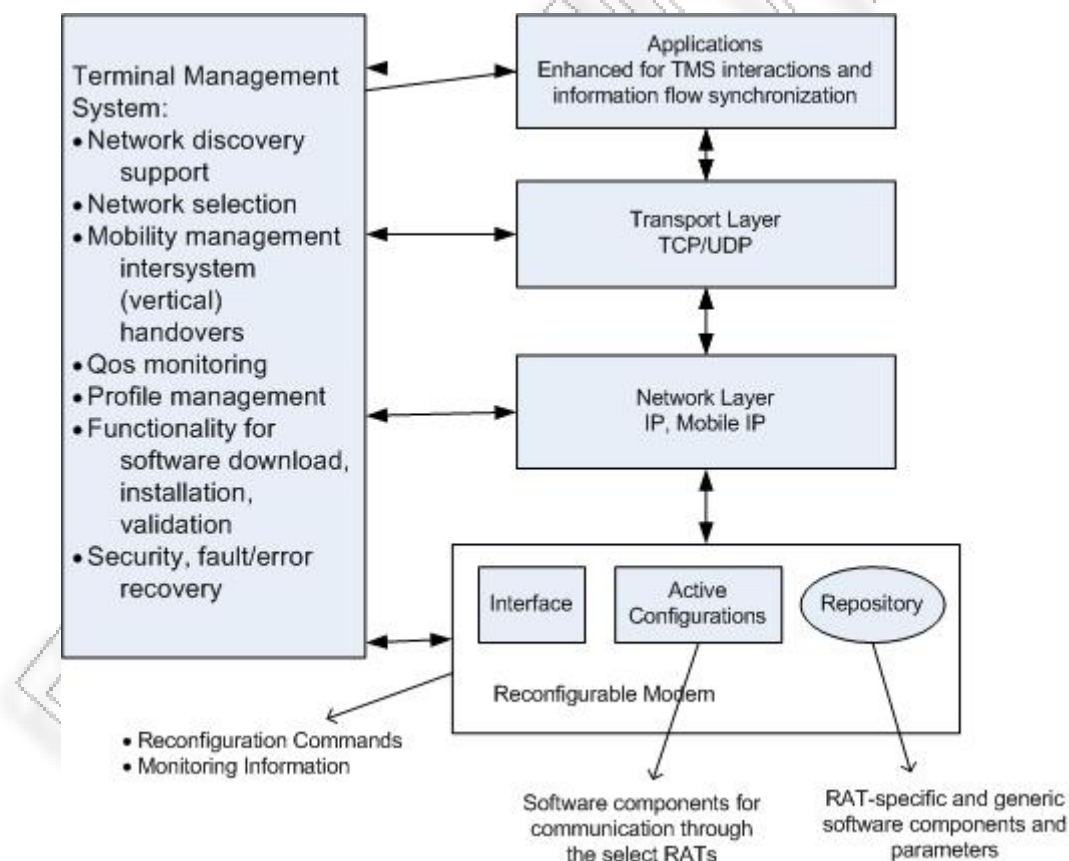 Terminal Management
System:
• Network discovery
support
• Network selection
• Mobility management
intersystem
(vertical)
handovers
• Qos monitoring
• Profile management
• Functionality for
software download,
installation,
validation
• Security, fault/error
recovery
Applications
Enhanced for TMS interactions and
information flow synchronization
Transport Layer
TCP/UDP
Network Layer
IP, Mobile IP
Interface
Active
Configurations
Repository
Reconfigurable Modem
• Reconfiguration Commands
• Monitoring Information
Software components for
communication through
the select RATs
RAT-specific and generic
software components and
parameters